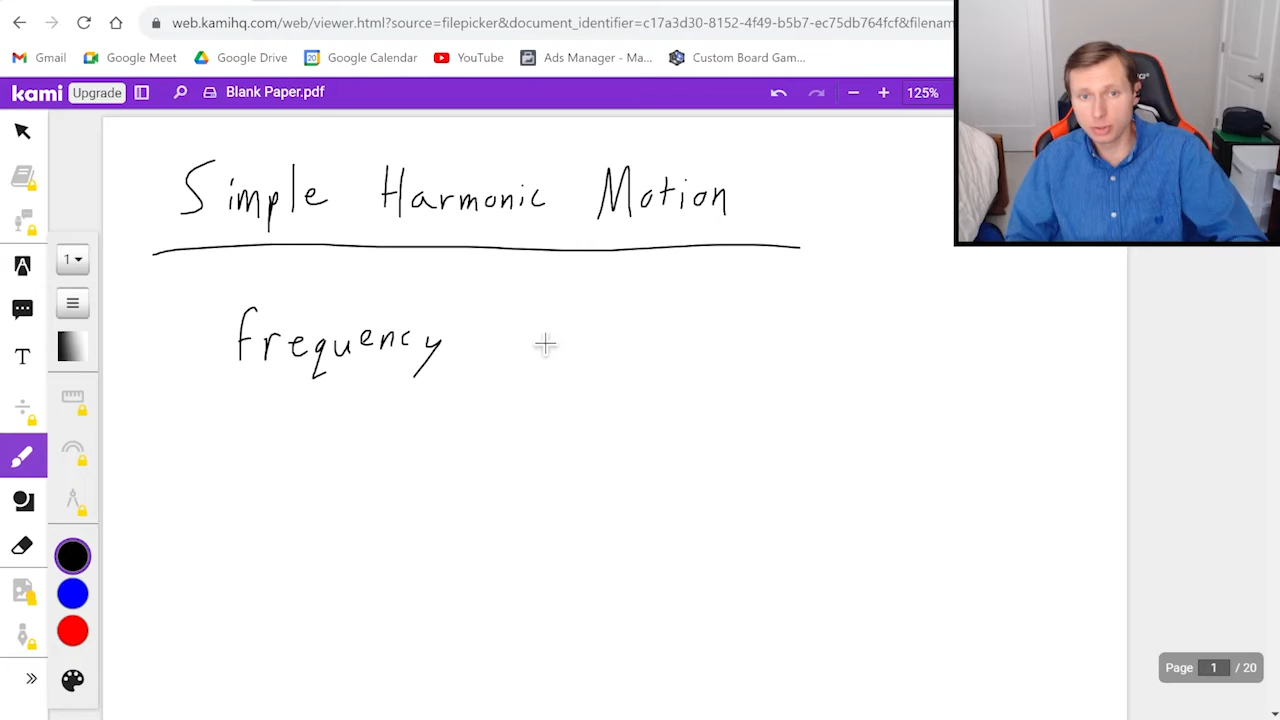 web.kamihq.com/web/viewer.html?source=filepicker&document_identifier=c17a3d30-8152-4f49-b5b7-ec75db764fcf&filenam
Gmail Google Meet Google Drive 20 Google Calendar YouTube Ads Manager - Ma... Custom Board Gam...
kami Upgrade Blank Paper.pdf 125%
Simple Harmonic Motion
1
frequency
T
Page 1 / 20